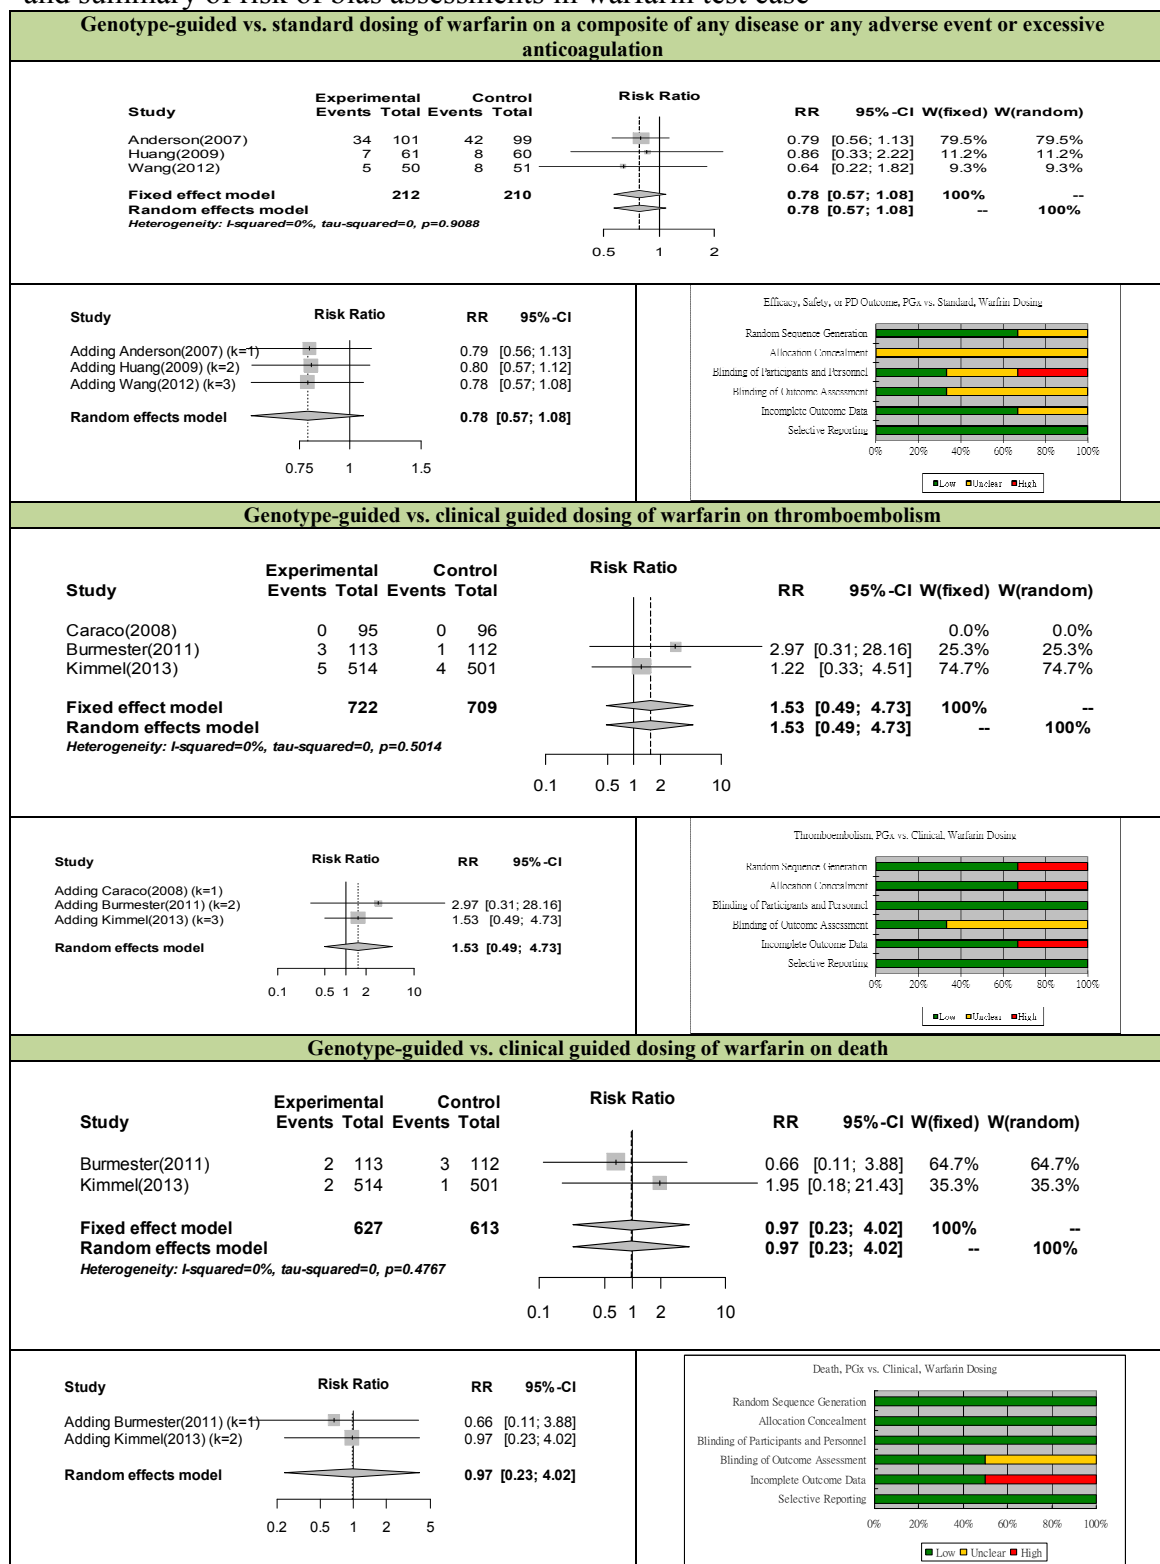 and summary of risk of bias assessments in warfarin test case
Genotype-guided vs. standard dosing of warfarin on a composite of any disease or any adverse event or excessive
anticoagulation
Experimental Control Risk Ratio
Study Events Total Events Total RR 95%-CI W(fixed) W(random)
Anderson(2007) 34 101 42 99 0.79 [0.56; 1.13] 79.5% 79.5%
Huang(2009) 7 61 8 60 0.86 [0.33; 2.22] 11.2% 11.2%
Wang(2012) 5 50 8 51 0.64 [0.22; 1.82] 9.3% 9.3%
Fixed effect model 212 210 0.78 [0.57; 1.08] 100% --
Random effects model 0.78 [0.57; 1.08] -- 100%
Heterogeneity: I-squared=0%, tau-squared=0, p=0.9088
0.5 1 2
Study Risk Ratio RR 95%-CI
Adding Anderson(2007) (k=1) 0.79 [0.56; 1.13]
Adding Huang(2009) (k=2) 0.80 [0.57; 1.12]
Adding Wang(2012) (k=3) 0.78 [0.57; 1.08]
Random effects model 0.78 [0.57; 1.08]
0.75 1 1.5
Efficacy, Safety, or PD Outcome, PGx vs. Standard, Warfrin Dosing
Random Sequence Generation
Allocation Concealment
Blinding of Participants and Personnel
Blinding of Outcome Assessment
Incomplete Outcome Data
Selective Reporting
0% 20% 40% 60% 80% 100%
Low Unclear High
Genotype-guided vs. clinical guided dosing of warfarin on thromboembolism
Experimental Control Risk Ratio
Study Events Total Events Total RR 95%-CI W(fixed) W(random)
Caraco(2008) 0 95 0 96 0.0% 0.0%
Burmester(2011) 3 113 1 112 2.97 [0.31; 28.16] 25.3% 25.3%
Kimmel(2013) 5 514 4 501 1.22 [0.33; 4.51] 74.7% 74.7%
Fixed effect model 722 709 1.53 [0.49; 4.73] 100% --
Random effects model 1.53 [0.49; 4.73] -- 100%
Heterogeneity: I-squared=0%, tau-squared=0, p=0.5014
0.1 0.5 1 2 10
Study Risk Ratio RR 95%-CI
Adding Caraco(2008) (k=1)
Adding Burmester(2011) (k=2) 2.97 [0.31; 28.16]
Adding Kimmel(2013) (k=3) 1.53 [0.49; 4.73]
Random effects model 1.53 [0.49; 4.73]
0.1 0.5 1 2 10
Thromboembolism, PGx vs. Clinical, Warfarin Dosing
Random Sequence Generation
Allocation Concealment
Blinding of Participants and Personnel
Blinding of Outcome Assessment
Incomplete Outcome Data
Selective Reporting
0% 20% 40% 60% 80% 100%
Low Unclear High
Genotype-guided vs. clinical guided dosing of warfarin on death
Experimental Control Risk Ratio
Study Events Total Events Total RR 95%-CI W(fixed) W(random)
Burmester(2011) 2 113 3 112 0.66 [0.11; 3.88] 64.7% 64.7%
Kimmel(2013) 2 514 1 501 1.95 [0.18; 21.43] 35.3% 35.3%
Fixed effect model 627 613 0.97 [0.23; 4.02] 100% --
Random effects model 0.97 [0.23; 4.02] -- 100%
Heterogeneity: I-squared=0%, tau-squared=0, p=0.4767
0.1 0.5 1 2 10
Study Risk Ratio RR 95%-CI
Adding Burmester(2011) (k=1) 0.66 [0.11; 3.88]
Adding Kimmel(2013) (k=2) 0.97 [0.23; 4.02]
Random effects model 0.97 [0.23; 4.02]
0.2 0.5 1 2 5
Death, PGx vs. Clinical, Warfarin Dosing
Random Sequence Generation
Allocation Concealment
Blinding of Participants and Personnel
Blinding of Outcome Assessment
Incomplete Outcome Data
Selective Reporting
0% 20% 40% 60% 80% 100%
Low Unclear High